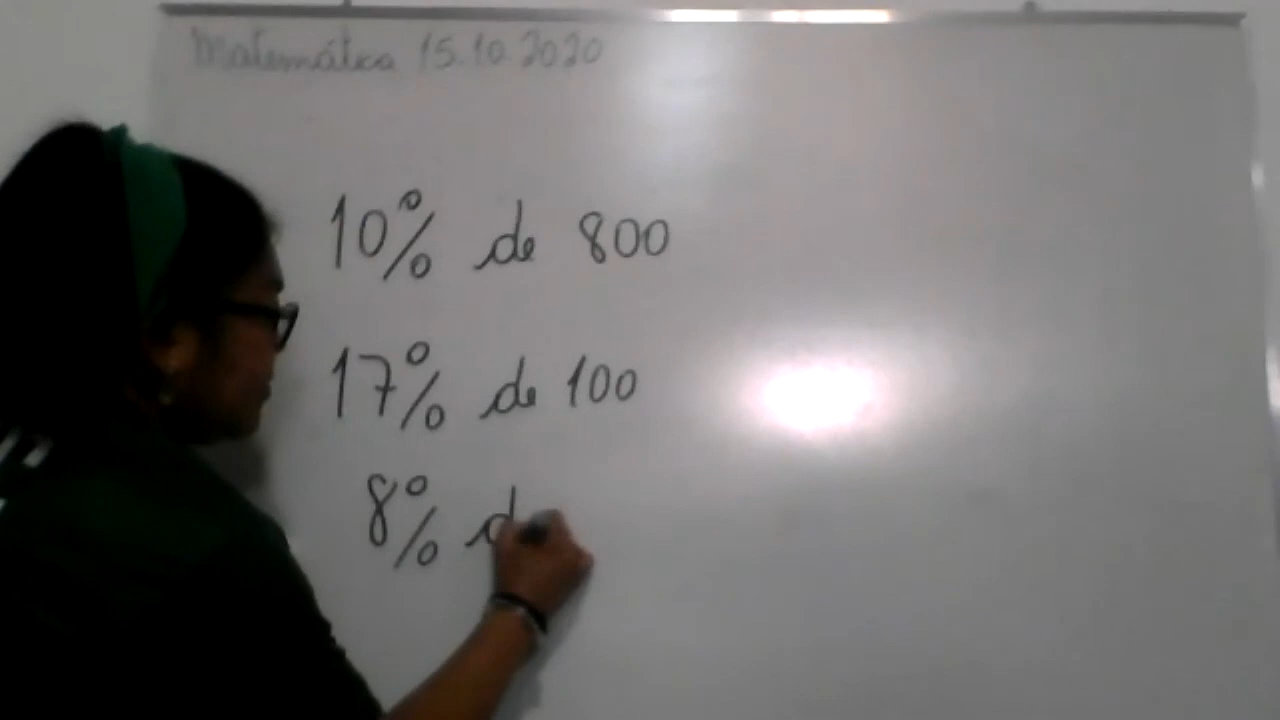 Matemática 15.10.2020
10% de 800
17% de 100
8% d